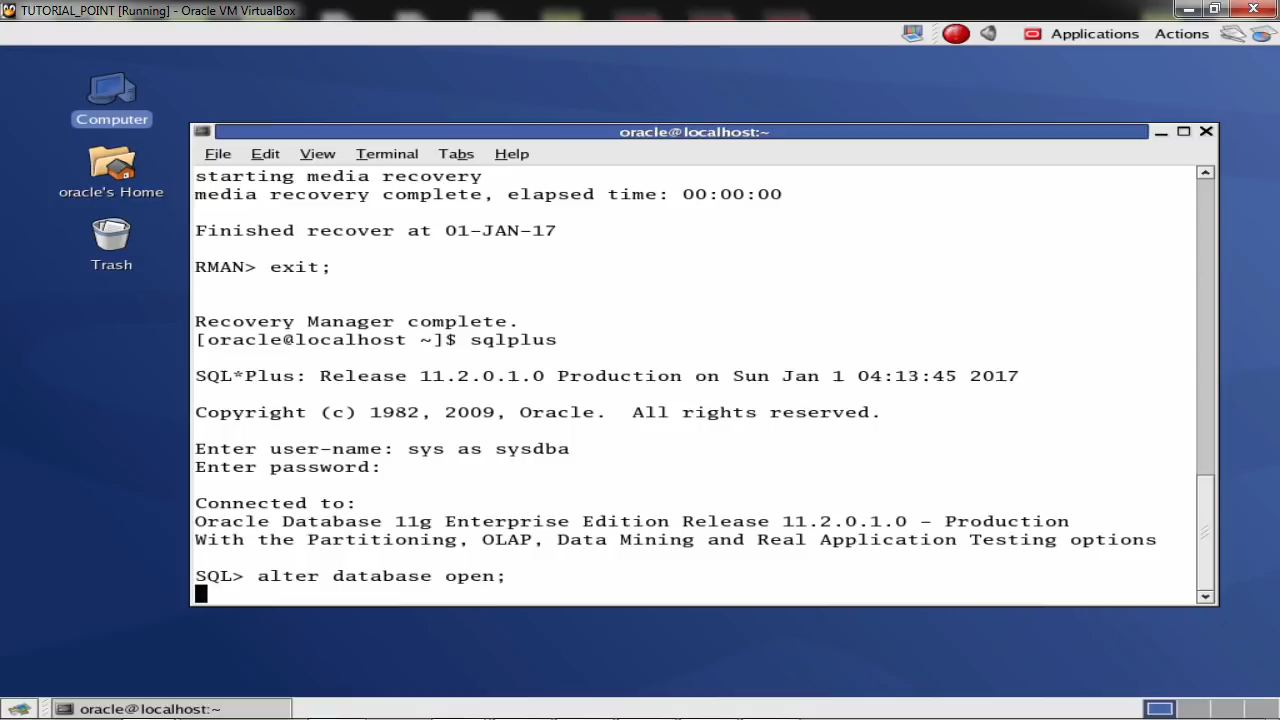 TUTORIAL_POINT [Running] - Oracle VM VirtualBox
Applications Actions
Computer
oracle's Home
Trash
oracle@localhost:~
File Edit View Terminal Tabs Help
starting media recovery
media recovery complete, elapsed time: 00:00:00
Finished recover at 01-JAN-17
RMAN> exit;
Recovery Manager complete.
[oracle@localhost ~]$ sqlplus
SQL*Plus: Release 11.2.0.1.0 Production on Sun Jan 1 04:13:45 2017
Copyright (c) 1982, 2009, Oracle.  All rights reserved.
Enter user-name: sys as sysdba
Enter password:
Connected to:
Oracle Database 11g Enterprise Edition Release 11.2.0.1.0 - Production
With the Partitioning, OLAP, Data Mining and Real Application Testing options
SQL> alter database open;
oracle@localhost:~